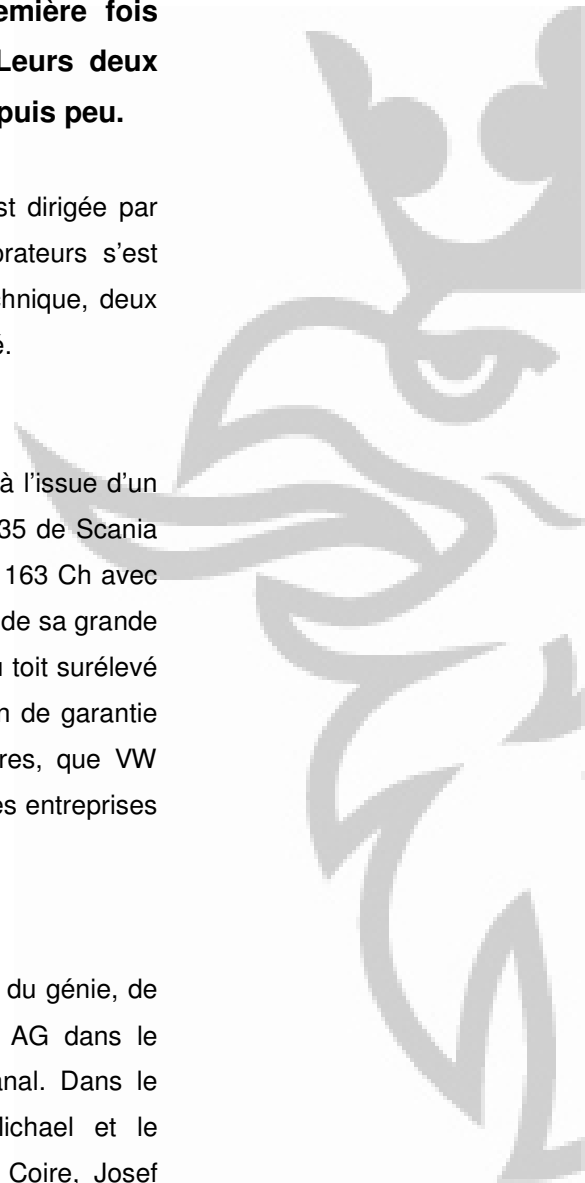 emière fois
Leurs deux
puis peu.
st dirigée par
orateurs s'est
chnique, deux
é.
à l'issue d'un
35 de Scania
163 Ch avec
de sa grande
u toit surélevé
n de garantie
res, que VW
es entreprises
du génie, de
AG dans le
anal. Dans le
lichael et le
Coire, Josef